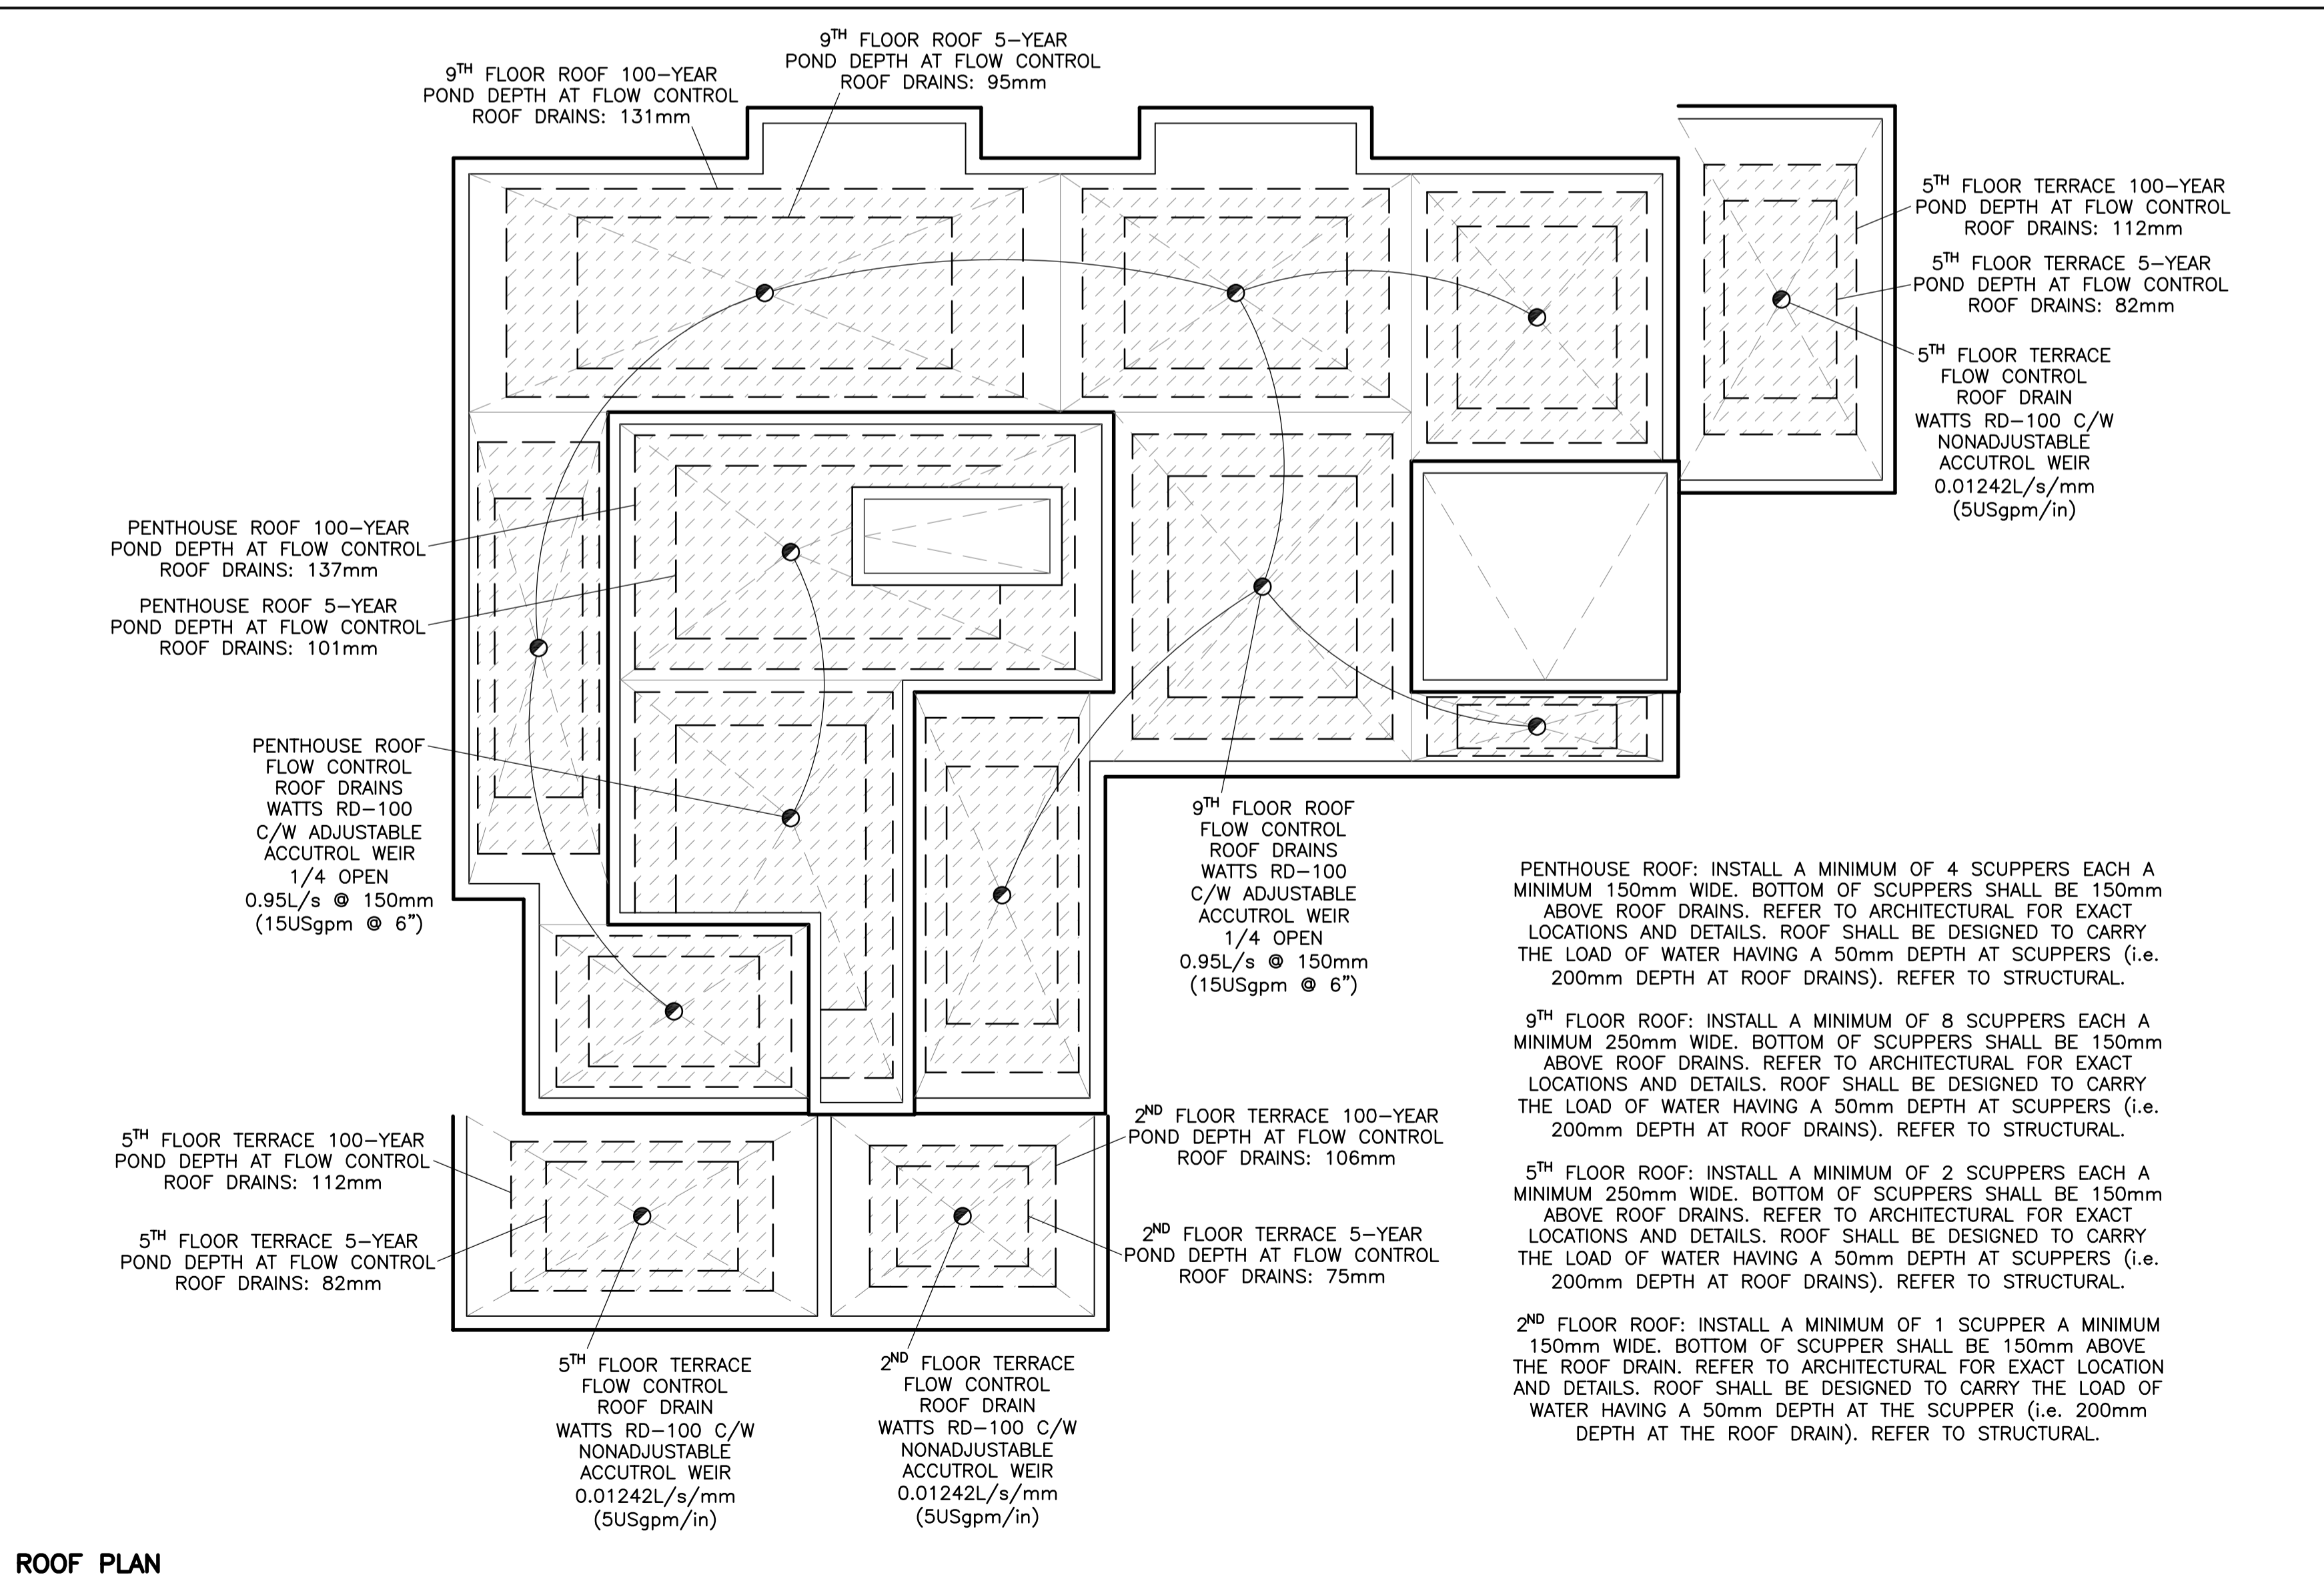 9TH FLOOR ROOF 5-YEAR
POND DEPTH AT FLOW CONTROL
ROOF DRAINS: 95mm
9TH FLOOR ROOF 100-YEAR
POND DEPTH AT FLOW CONTROL
ROOF DRAINS: 131mm
5TH FLOOR TERRACE 100-YEAR
POND DEPTH AT FLOW CONTROL
ROOF DRAINS: 112mm
5TH FLOOR TERRACE 5-YEAR
POND DEPTH AT FLOW CONTROL
ROOF DRAINS: 82mm
5TH FLOOR TERRACE
FLOW CONTROL
ROOF DRAIN
WATTS RD-100 C/W
NONADJUSTABLE
ACCUTROL WEIR
0.01242L/s/mm
(5USgpm/in)
PENTHOUSE ROOF 100-YEAR
POND DEPTH AT FLOW CONTROL
ROOF DRAINS: 137mm
PENTHOUSE ROOF 5-YEAR
POND DEPTH AT FLOW CONTROL
ROOF DRAINS: 101mm
PENTHOUSE ROOF
FLOW CONTROL
ROOF DRAINS
WATTS RD-100
C/W ADJUSTABLE
ACCUTROL WEIR
1/4 OPEN
0.95L/s @ 150mm
(15USgpm @ 6")
9TH FLOOR ROOF
FLOW CONTROL
ROOF DRAINS
WATTS RD-100
C/W ADJUSTABLE
ACCUTROL WEIR
1/4 OPEN
0.95L/s @ 150mm
(15USgpm @ 6")
PENTHOUSE ROOF: INSTALL A MINIMUM OF 4 SCUPPERS EACH A
MINIMUM 150mm WIDE. BOTTOM OF SCUPPERS SHALL BE 150mm
ABOVE ROOF DRAINS. REFER TO ARCHITECTURAL FOR EXACT
LOCATIONS AND DETAILS. ROOF SHALL BE DESIGNED TO CARRY
THE LOAD OF WATER HAVING A 50mm DEPTH AT SCUPPERS (i.e.
200mm DEPTH AT ROOF DRAINS). REFER TO STRUCTURAL.
9TH FLOOR ROOF: INSTALL A MINIMUM OF 8 SCUPPERS EACH A
MINIMUM 250mm WIDE. BOTTOM OF SCUPPERS SHALL BE 150mm
ABOVE ROOF DRAINS. REFER TO ARCHITECTURAL FOR EXACT
LOCATIONS AND DETAILS. ROOF SHALL BE DESIGNED TO CARRY
THE LOAD OF WATER HAVING A 50mm DEPTH AT SCUPPERS (i.e.
200mm DEPTH AT ROOF DRAINS). REFER TO STRUCTURAL.
5TH FLOOR ROOF: INSTALL A MINIMUM OF 2 SCUPPERS EACH A
MINIMUM 250mm WIDE. BOTTOM OF SCUPPERS SHALL BE 150mm
ABOVE ROOF DRAINS. REFER TO ARCHITECTURAL FOR EXACT
LOCATIONS AND DETAILS. ROOF SHALL BE DESIGNED TO CARRY
THE LOAD OF WATER HAVING A 50mm DEPTH AT SCUPPERS (i.e.
200mm DEPTH AT ROOF DRAINS). REFER TO STRUCTURAL.
2ND FLOOR ROOF: INSTALL A MINIMUM OF 1 SCUPPER A MINIMUM
150mm WIDE. BOTTOM OF SCUPPER SHALL BE 150mm ABOVE
THE ROOF DRAIN. REFER TO ARCHITECTURAL FOR EXACT LOCATION
AND DETAILS. ROOF SHALL BE DESIGNED TO CARRY THE LOAD OF
WATER HAVING A 50mm DEPTH AT THE SCUPPER (i.e. 200mm
DEPTH AT THE ROOF DRAIN). REFER TO STRUCTURAL.
5TH FLOOR TERRACE 100-YEAR
POND DEPTH AT FLOW CONTROL
ROOF DRAINS: 112mm
5TH FLOOR TERRACE 5-YEAR
POND DEPTH AT FLOW CONTROL
ROOF DRAINS: 82mm
2ND FLOOR TERRACE 100-YEAR
POND DEPTH AT FLOW CONTROL
ROOF DRAINS: 106mm
2ND FLOOR TERRACE 5-YEAR
POND DEPTH AT FLOW CONTROL
ROOF DRAINS: 75mm
5TH FLOOR TERRACE
FLOW CONTROL
ROOF DRAIN
WATTS RD-100 C/W
NONADJUSTABLE
ACCUTROL WEIR
0.01242L/s/mm
(5USgpm/in)
2ND FLOOR TERRACE
FLOW CONTROL
ROOF DRAIN
WATTS RD-100 C/W
NONADJUSTABLE
ACCUTROL WEIR
0.01242L/s/mm
(5USgpm/in)
ROOF PLAN